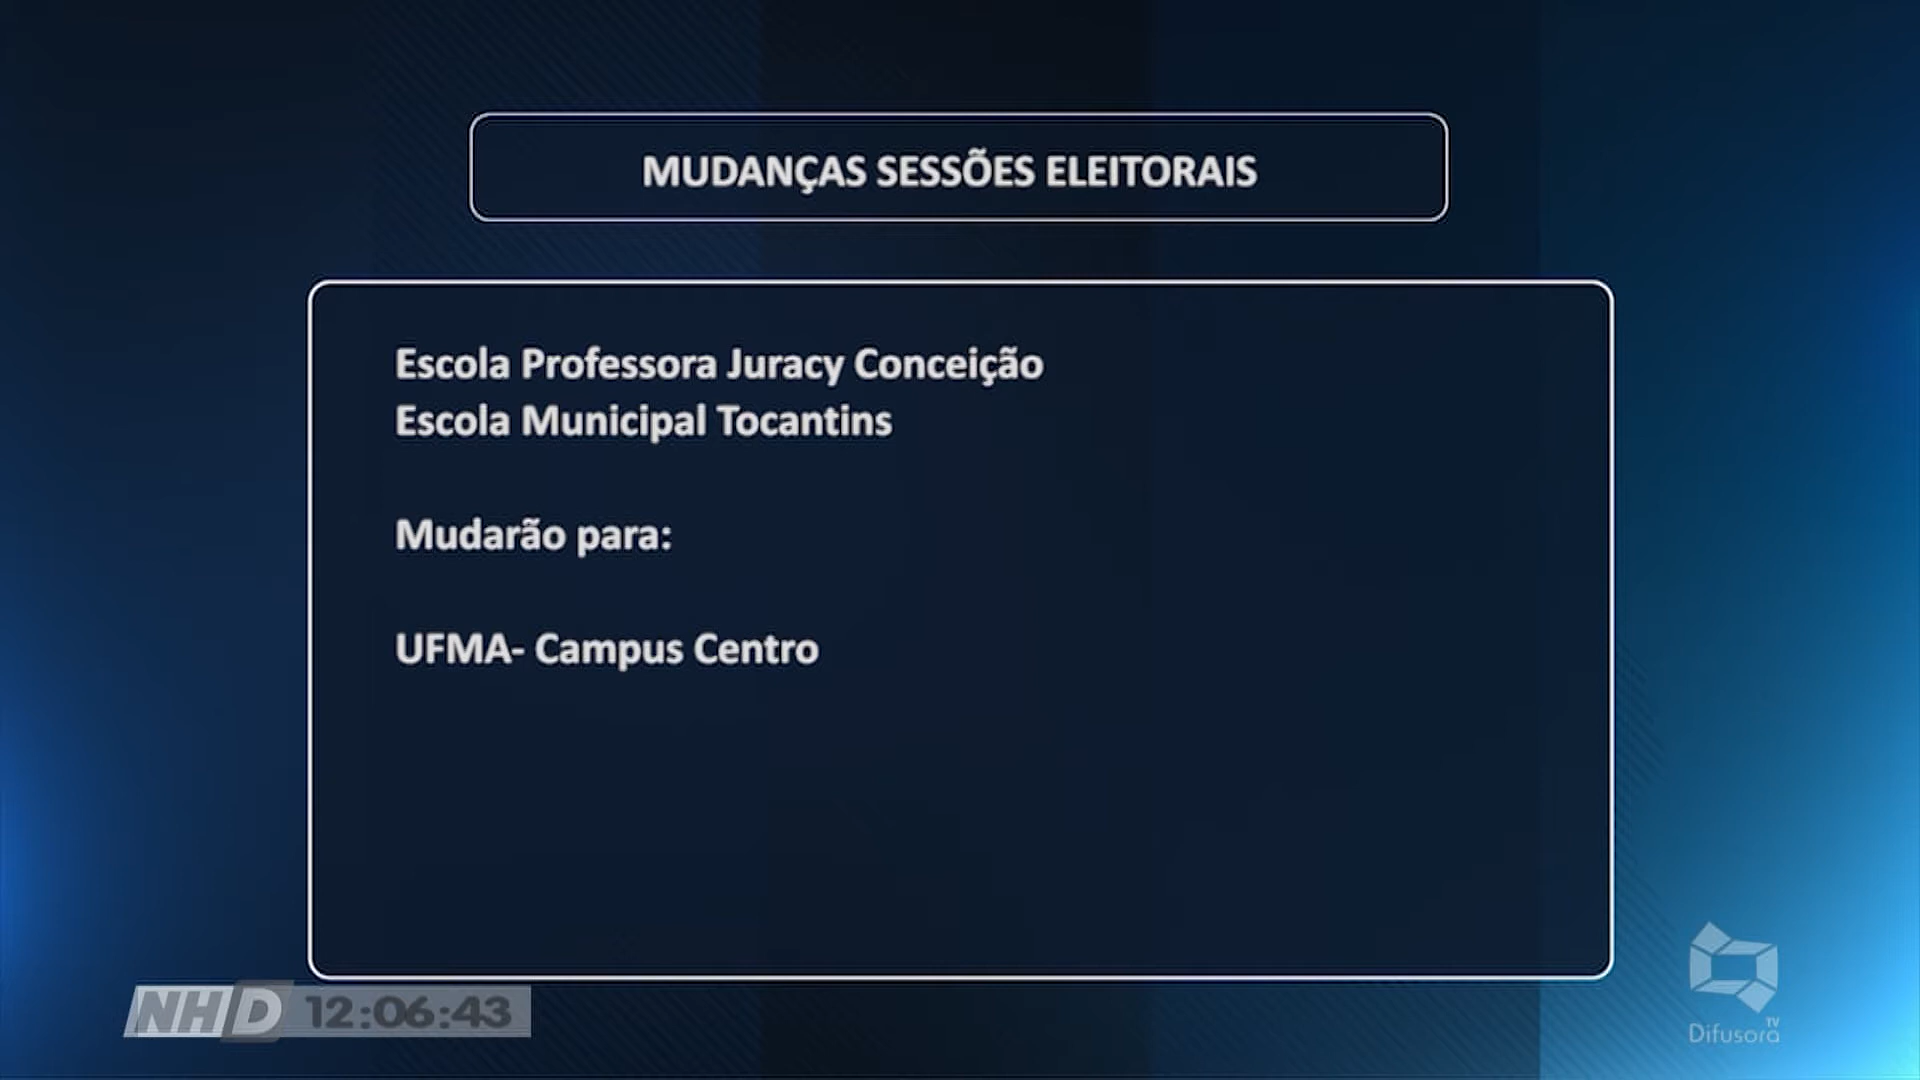 MUDANÇAS SESSÕES ELEITORAIS
Escola Professora Juracy Conceição
Escola Municipal Tocantins
Mudarão para:
UFMA- Campus Centro
NHD 12:06:43
TV
Difusora